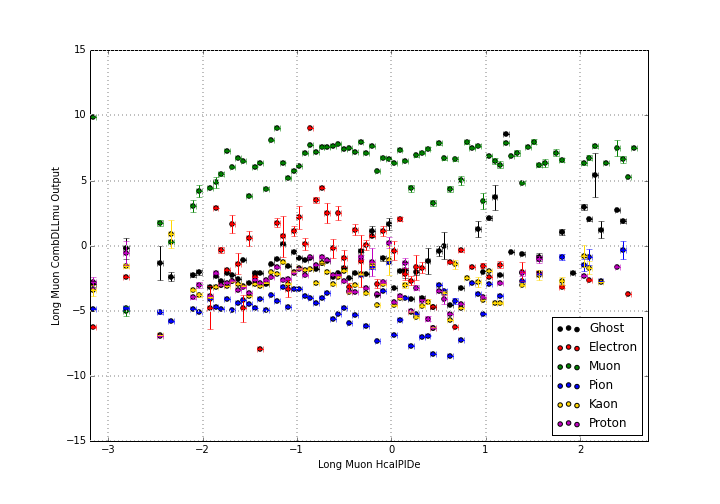 15
10
5
0
−5
−10
−15
−3
−2
−1
0
1
2
Long Muon CombDLLmu Output
Long Muon HcalPIDe
Ghost
Electron
Muon
Pion
Kaon
Proton